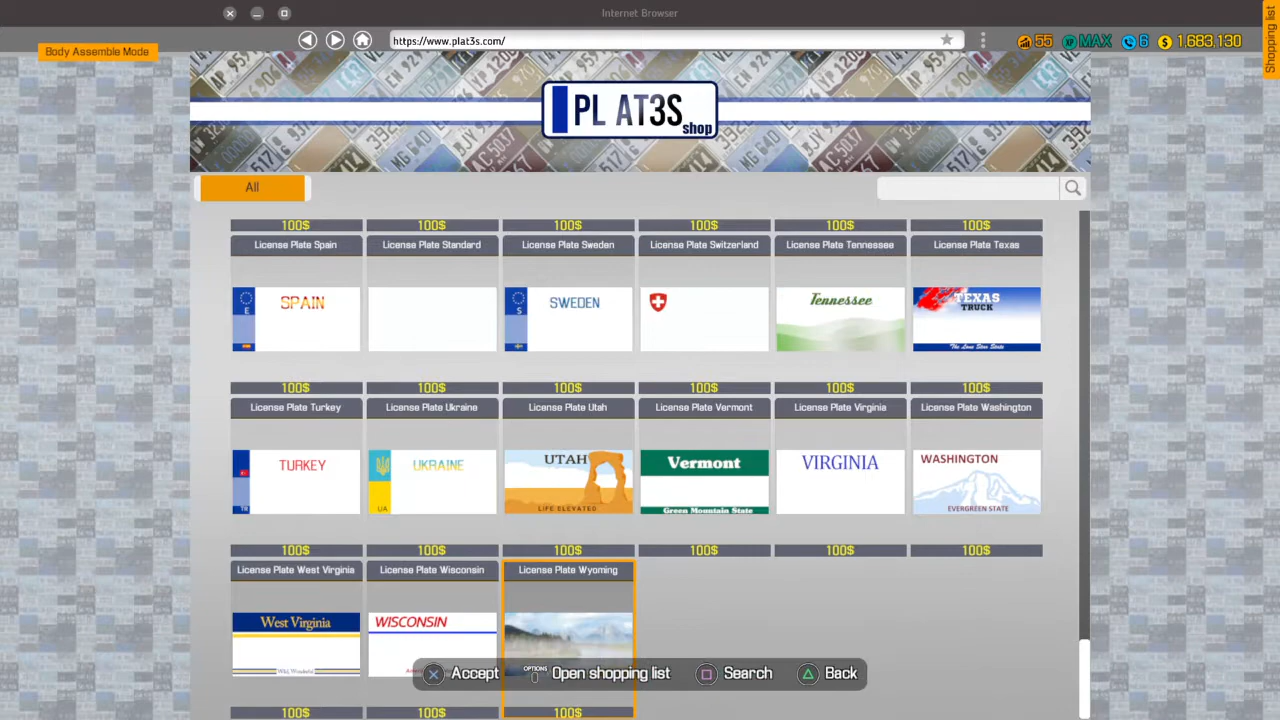 Internet Browser
Body Assemble Mode
https://www.plat3s.com/
55 XP MAX 6 $ 1,683,130
Shopping list
PL AT3S
shop
All
100$ 100$ 100$ 100$ 100$ 100$
License Plate Spain License Plate Standard License Plate Sweden License Plate Switzerland License Plate Tennessee License Plate Texas
E SPAIN S SWEDEN Tennessee TEXAS
TRUCK
The Lone Star State
100$ 100$ 100$ 100$ 100$ 100$
License Plate Turkey License Plate Ukraine License Plate Utah License Plate Vermont License Plate Virginia License Plate Washington
TURKEY UKRAINE UTAH Vermont VIRGINIA WASHINGTON
TR UA LIFE ELEVATED Green Mountain State EVERGREEN STATE
100$ 100$ 100$ 100$ 100$ 100$
License Plate West Virginia License Plate Wisconsin License Plate Wyoming
West Virginia WISCONSIN
Wild, Wonderful
Accept OPTIONS Open shopping list Search Back
100$ 100$ 100$